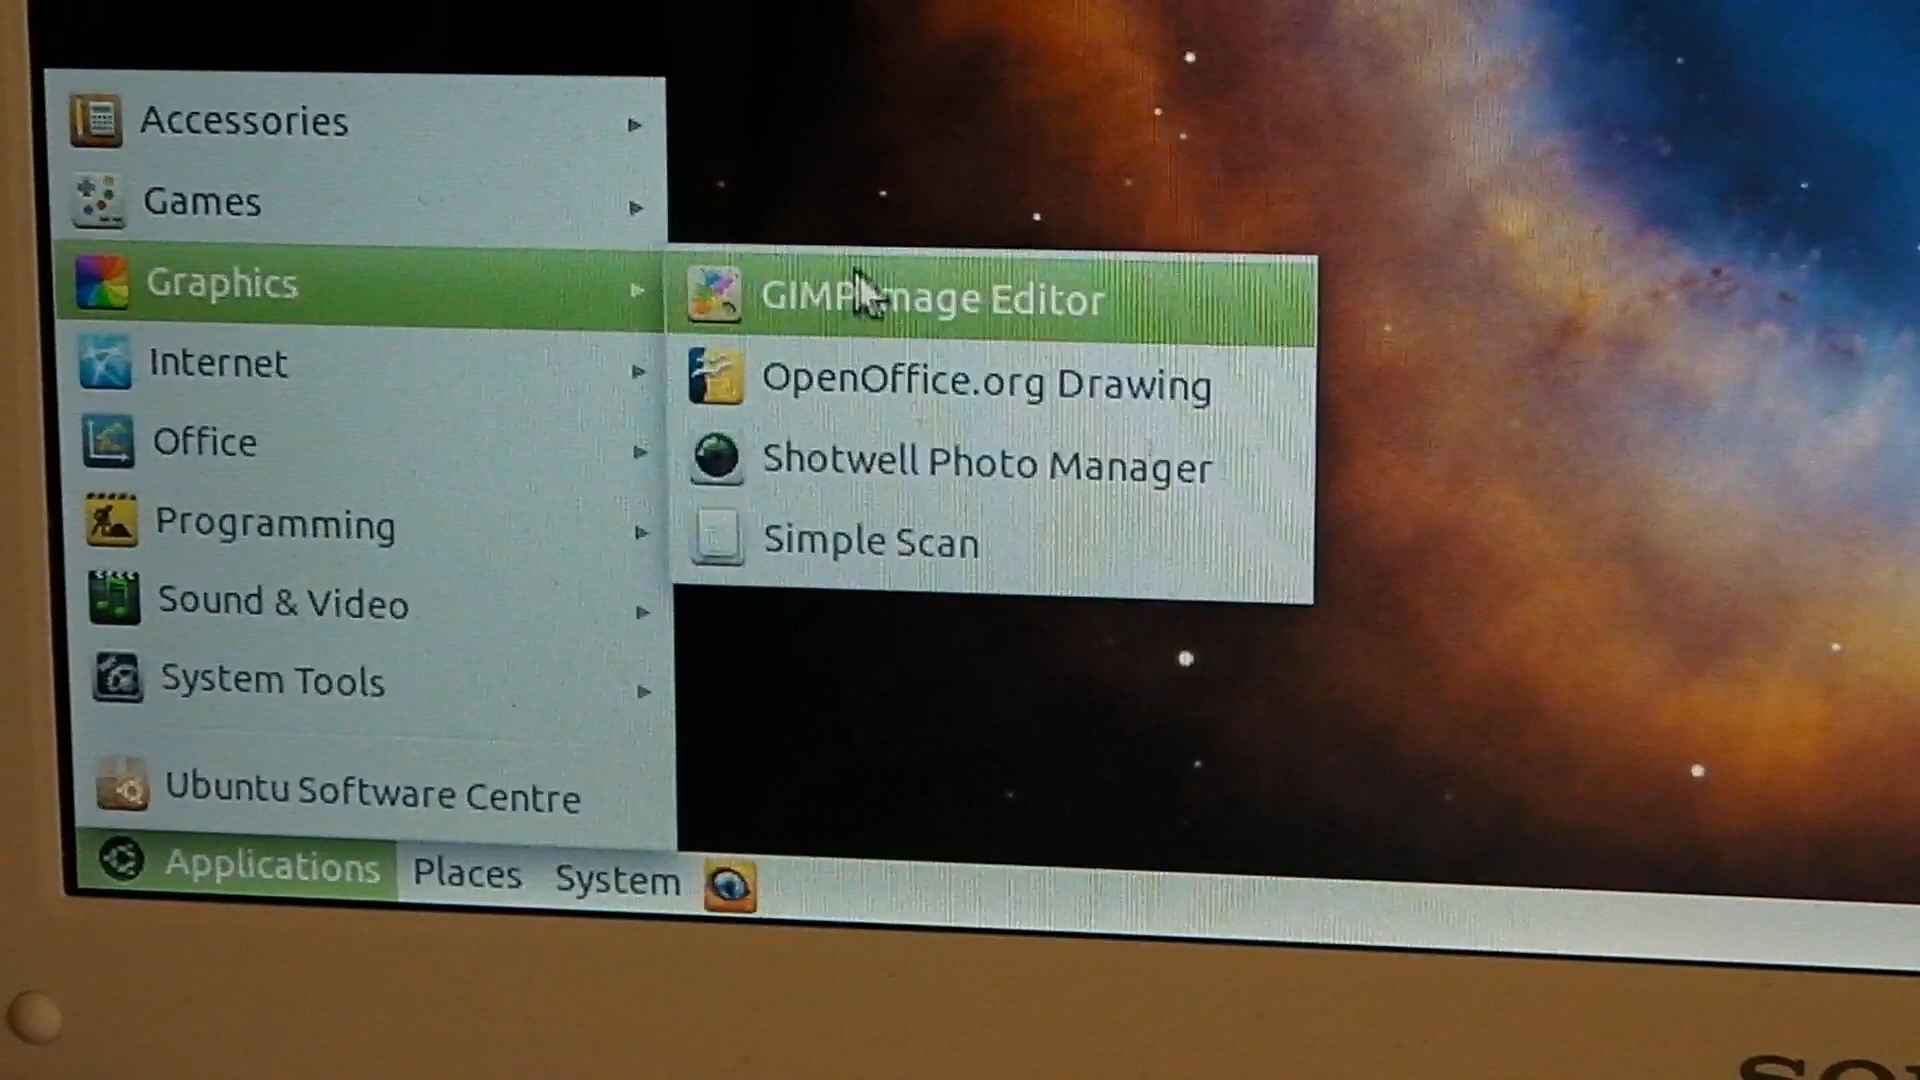 Accessories
Games
Graphics
Internet
Office
Programming
Sound & Video
System Tools
Ubuntu Software Centre
Applications Places System
GIMP Image Editor
OpenOffice.org Drawing
Shotwell Photo Manager
Simple Scan